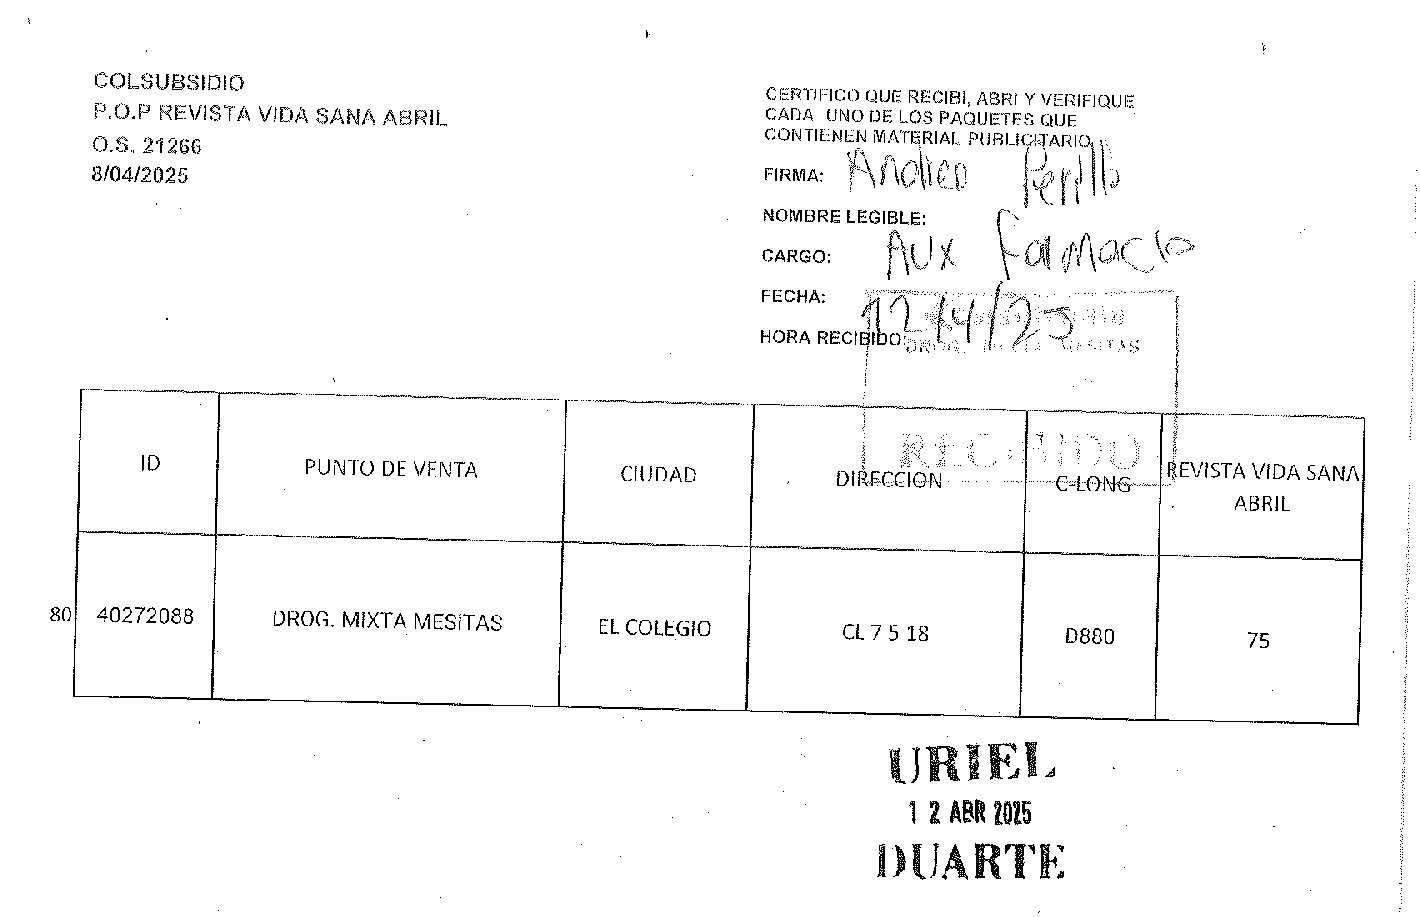 COLSUBSIDIO
P.O.P REVISTA VIDA SANA ABRIL
O.S. 21266
8/04/2025
CERTIFICO QUE RECIBI, ABRI Y VERIFIQUE
CADA UNO DE LOS PAQUETES QUE
CONTIENEN MATERIAL PUBLICITARIO
FIRMA: Andrea Perilla
NOMBRE LEGIBLE:
CARGO: Aux Farmacia
FECHA: 12/4/25
HORA RECIBIDO:
DROG. MESITAS
RECIBIDO
ID PUNTO DE VENTA CIUDAD DIRECCION C-LONG REVISTA VIDA SANA
ABRIL
80 40272088 DROG. MIXTA MESITAS EL COLEGIO CL 7 5 18 D880 75
URIEL
12 ABR 2025
DUARTE